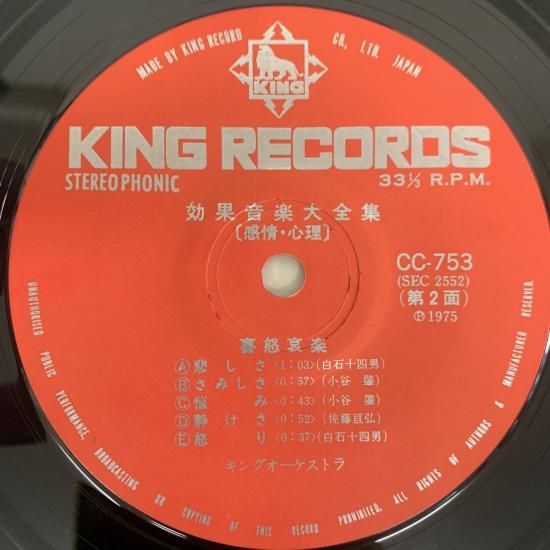 MADE BY KING RECORD CO., LTD. JAPAN
KING
KING RECORDS
STEREOPHONIC
33⅓ R.P.M.
効果音楽大全集
〔感情・心理〕
CC-753
(SEC 2552)
(第2面)
Ⓟ1975
喜怒哀楽
Ⓐ悲しさ〈1:03〉(白石十四男)
Ⓑさみしさ〈0:57〉(小谷 肇)
Ⓒ悩み〈0:43〉(小谷 肇)
Ⓓ静けさ〈0:52〉(佐藤亘弘)
Ⓔ怒り〈0:37〉(白石十四男)
キングオーケストラ
UNAUTHORISED PUBLIC PERFORMANCE, BROADCASTING OR COPYING OF THIS RECORD PROHIBITED. ALL RIGHTS OF AUTHORS & MANUFACTURER RESERVED